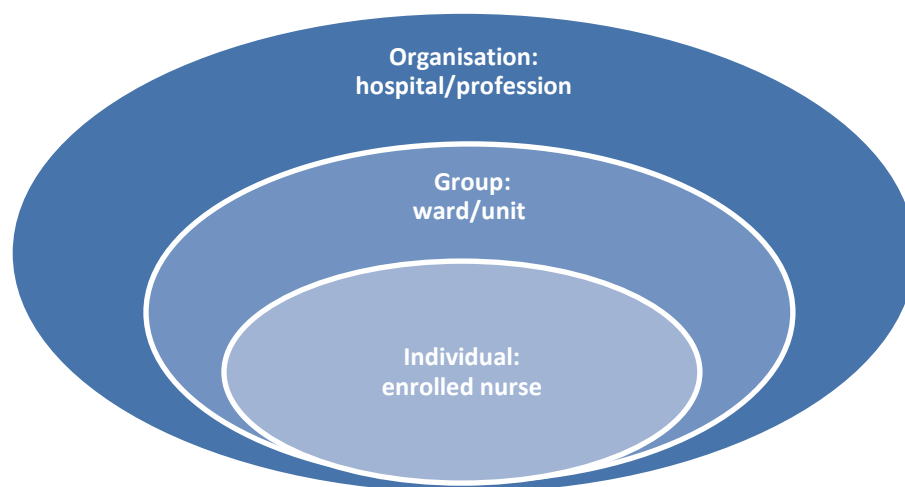 Organisation:
hospital/profession
Group:
ward/unit
Individual:
enrolled nurse